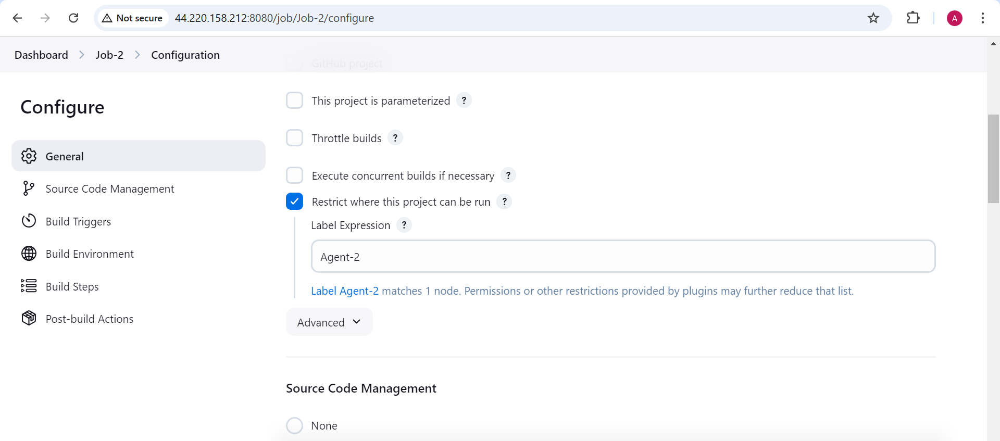 Not secure 44.220.158.212:8080/job/Job-2/configure A
Dashboard > Job-2 > Configuration
GitHub project
Configure
General
Source Code Management
Build Triggers
Build Environment
Build Steps
Post-build Actions
This project is parameterized ?
Throttle builds ?
Execute concurrent builds if necessary ?
Restrict where this project can be run ?
Label Expression ?
Agent-2
Label Agent-2 matches 1 node. Permissions or other restrictions provided by plugins may further reduce that list.
Advanced
Source Code Management
None